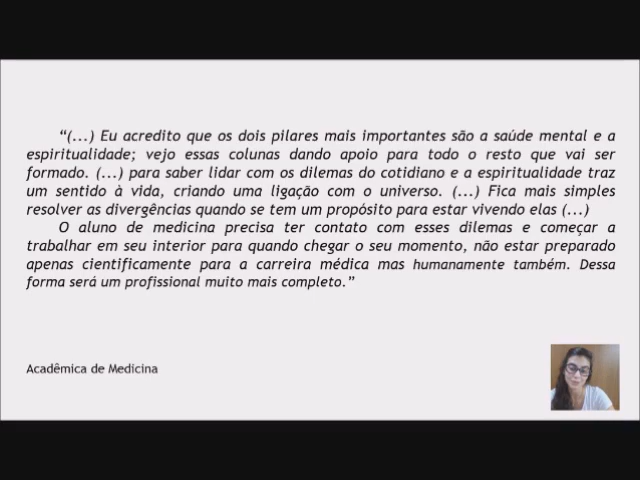 “(...) Eu acredito que os dois pilares mais importantes são a saúde mental e a
espiritualidade; vejo essas colunas dando apoio para todo o resto que vai ser
formado. (...) para saber lidar com os dilemas do cotidiano e a espiritualidade traz
um sentido à vida, criando uma ligação com o universo. (...) Fica mais simples
resolver as divergências quando se tem um propósito para estar vivendo elas (...)
O aluno de medicina precisa ter contato com esses dilemas e começar a
trabalhar em seu interior para quando chegar o seu momento, não estar preparado
apenas cientificamente para a carreira médica mas humanamente também. Dessa
forma será um profissional muito mais completo.”
Acadêmica de Medicina